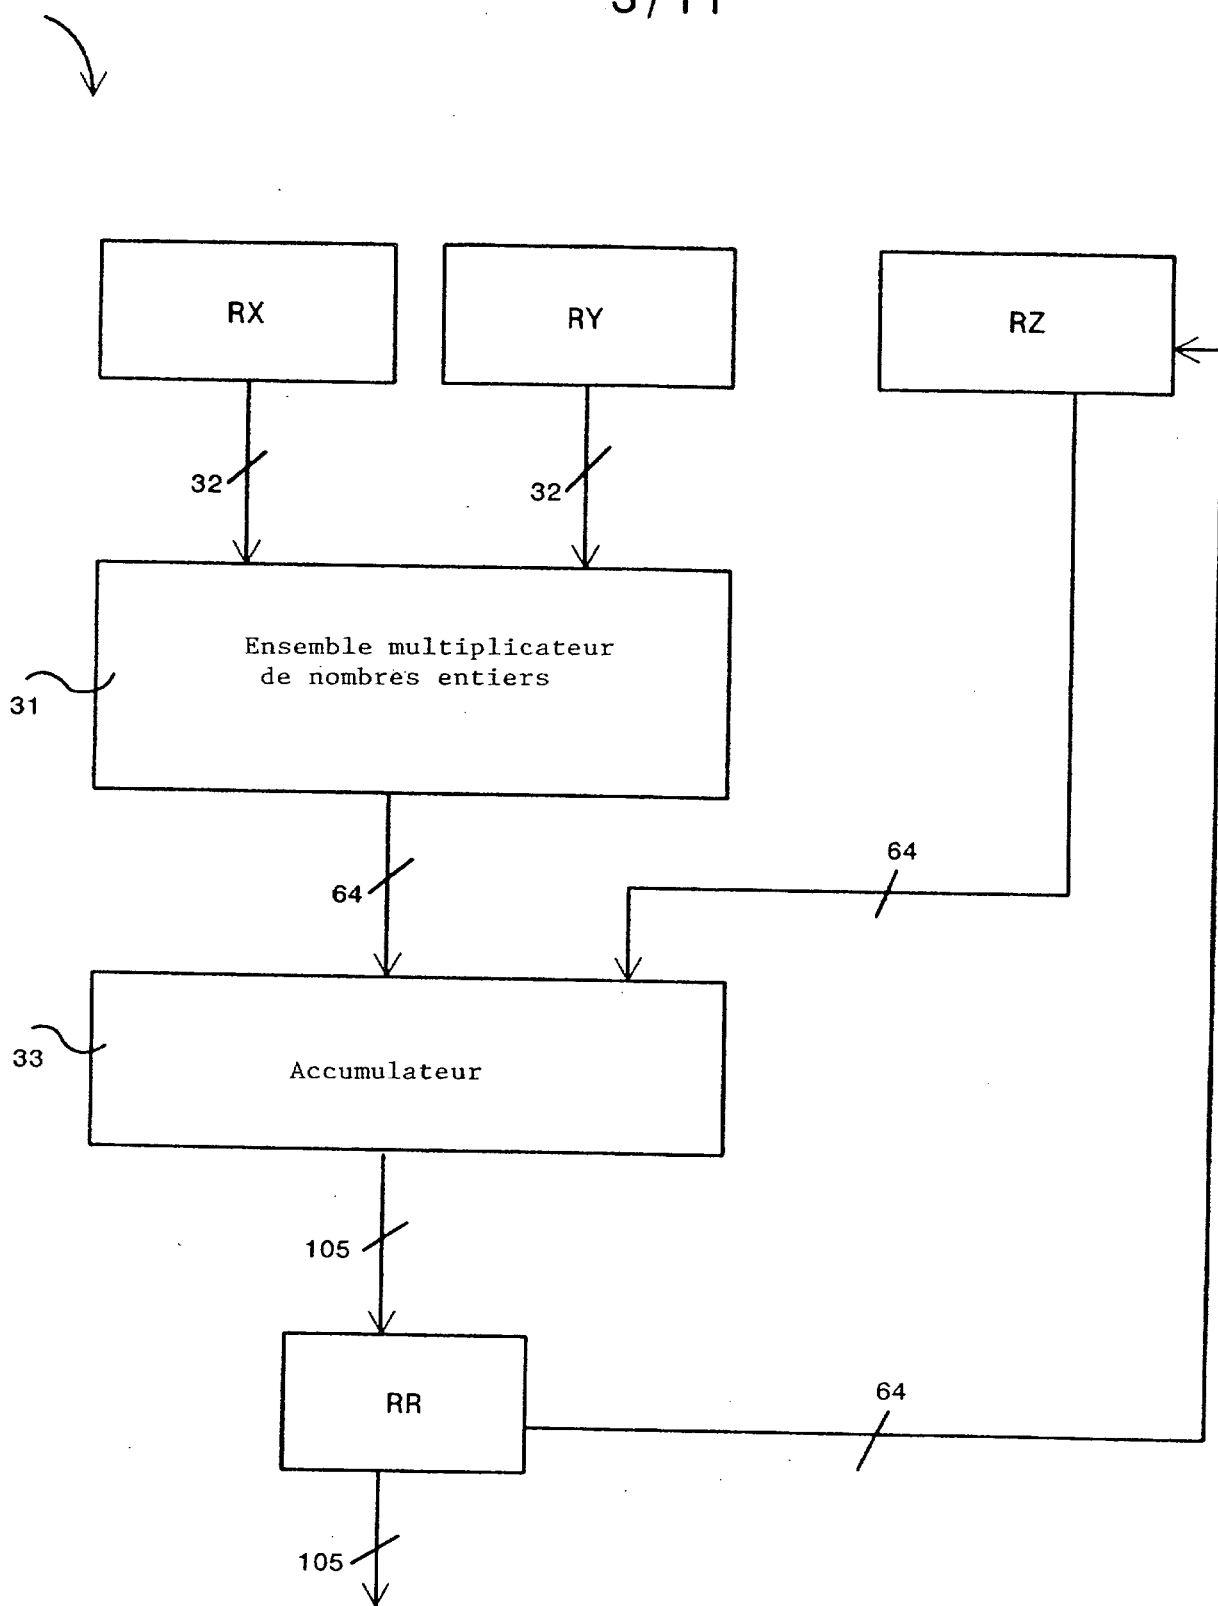 RX
RY
RZ
32
32
Ensemble multiplicateur
de nombres entiers
31
64
64
33
Accumulateur
105
RR
64
105